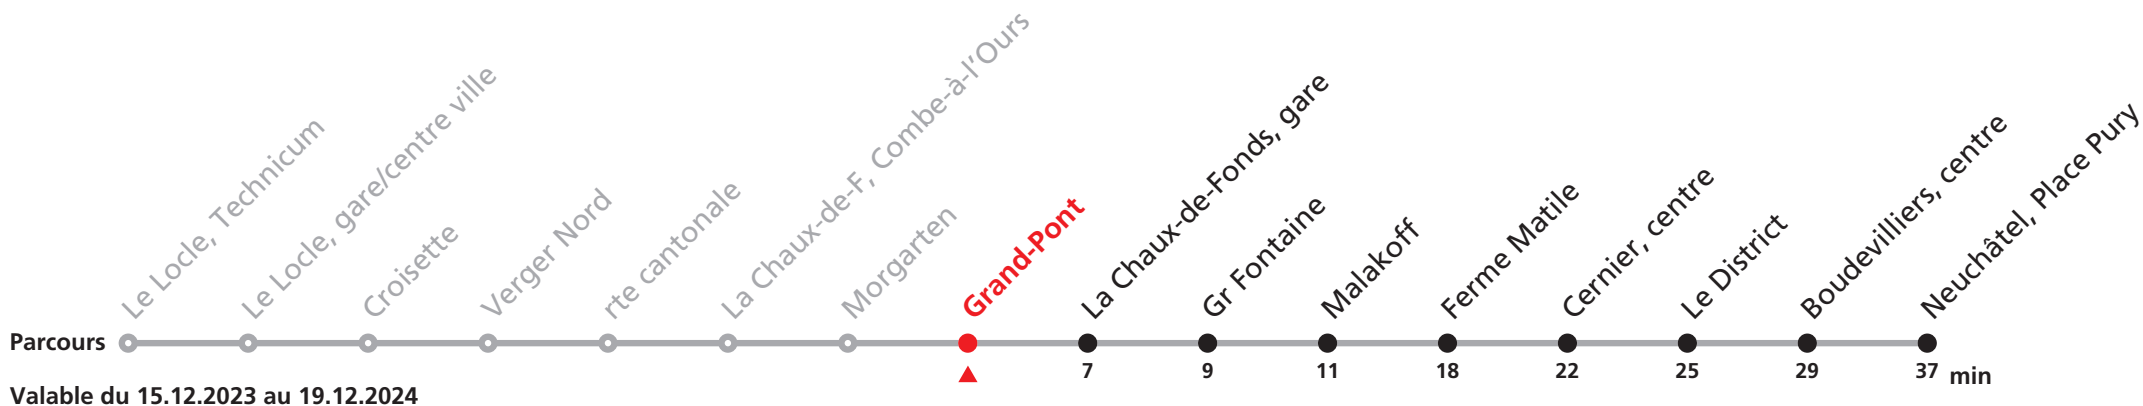 Le Locle, Technicum
Le Locle, gare/centre ville
Croisette
Verger Nord
rte cantonale
La Chaux-de-F, Combe-à-l'Ours
Morgarten
Grand-Pont
La Chaux-de-Fonds, gare
Gr Fontaine
Malakoff
Ferme Matile
Cernier, centre
Le District
Boudevilliers, centre
Neuchâtel, Place Pury
Parcours
7 9 11 18 22 25 29 37 min
Valable du 15.12.2023 au 19.12.2024